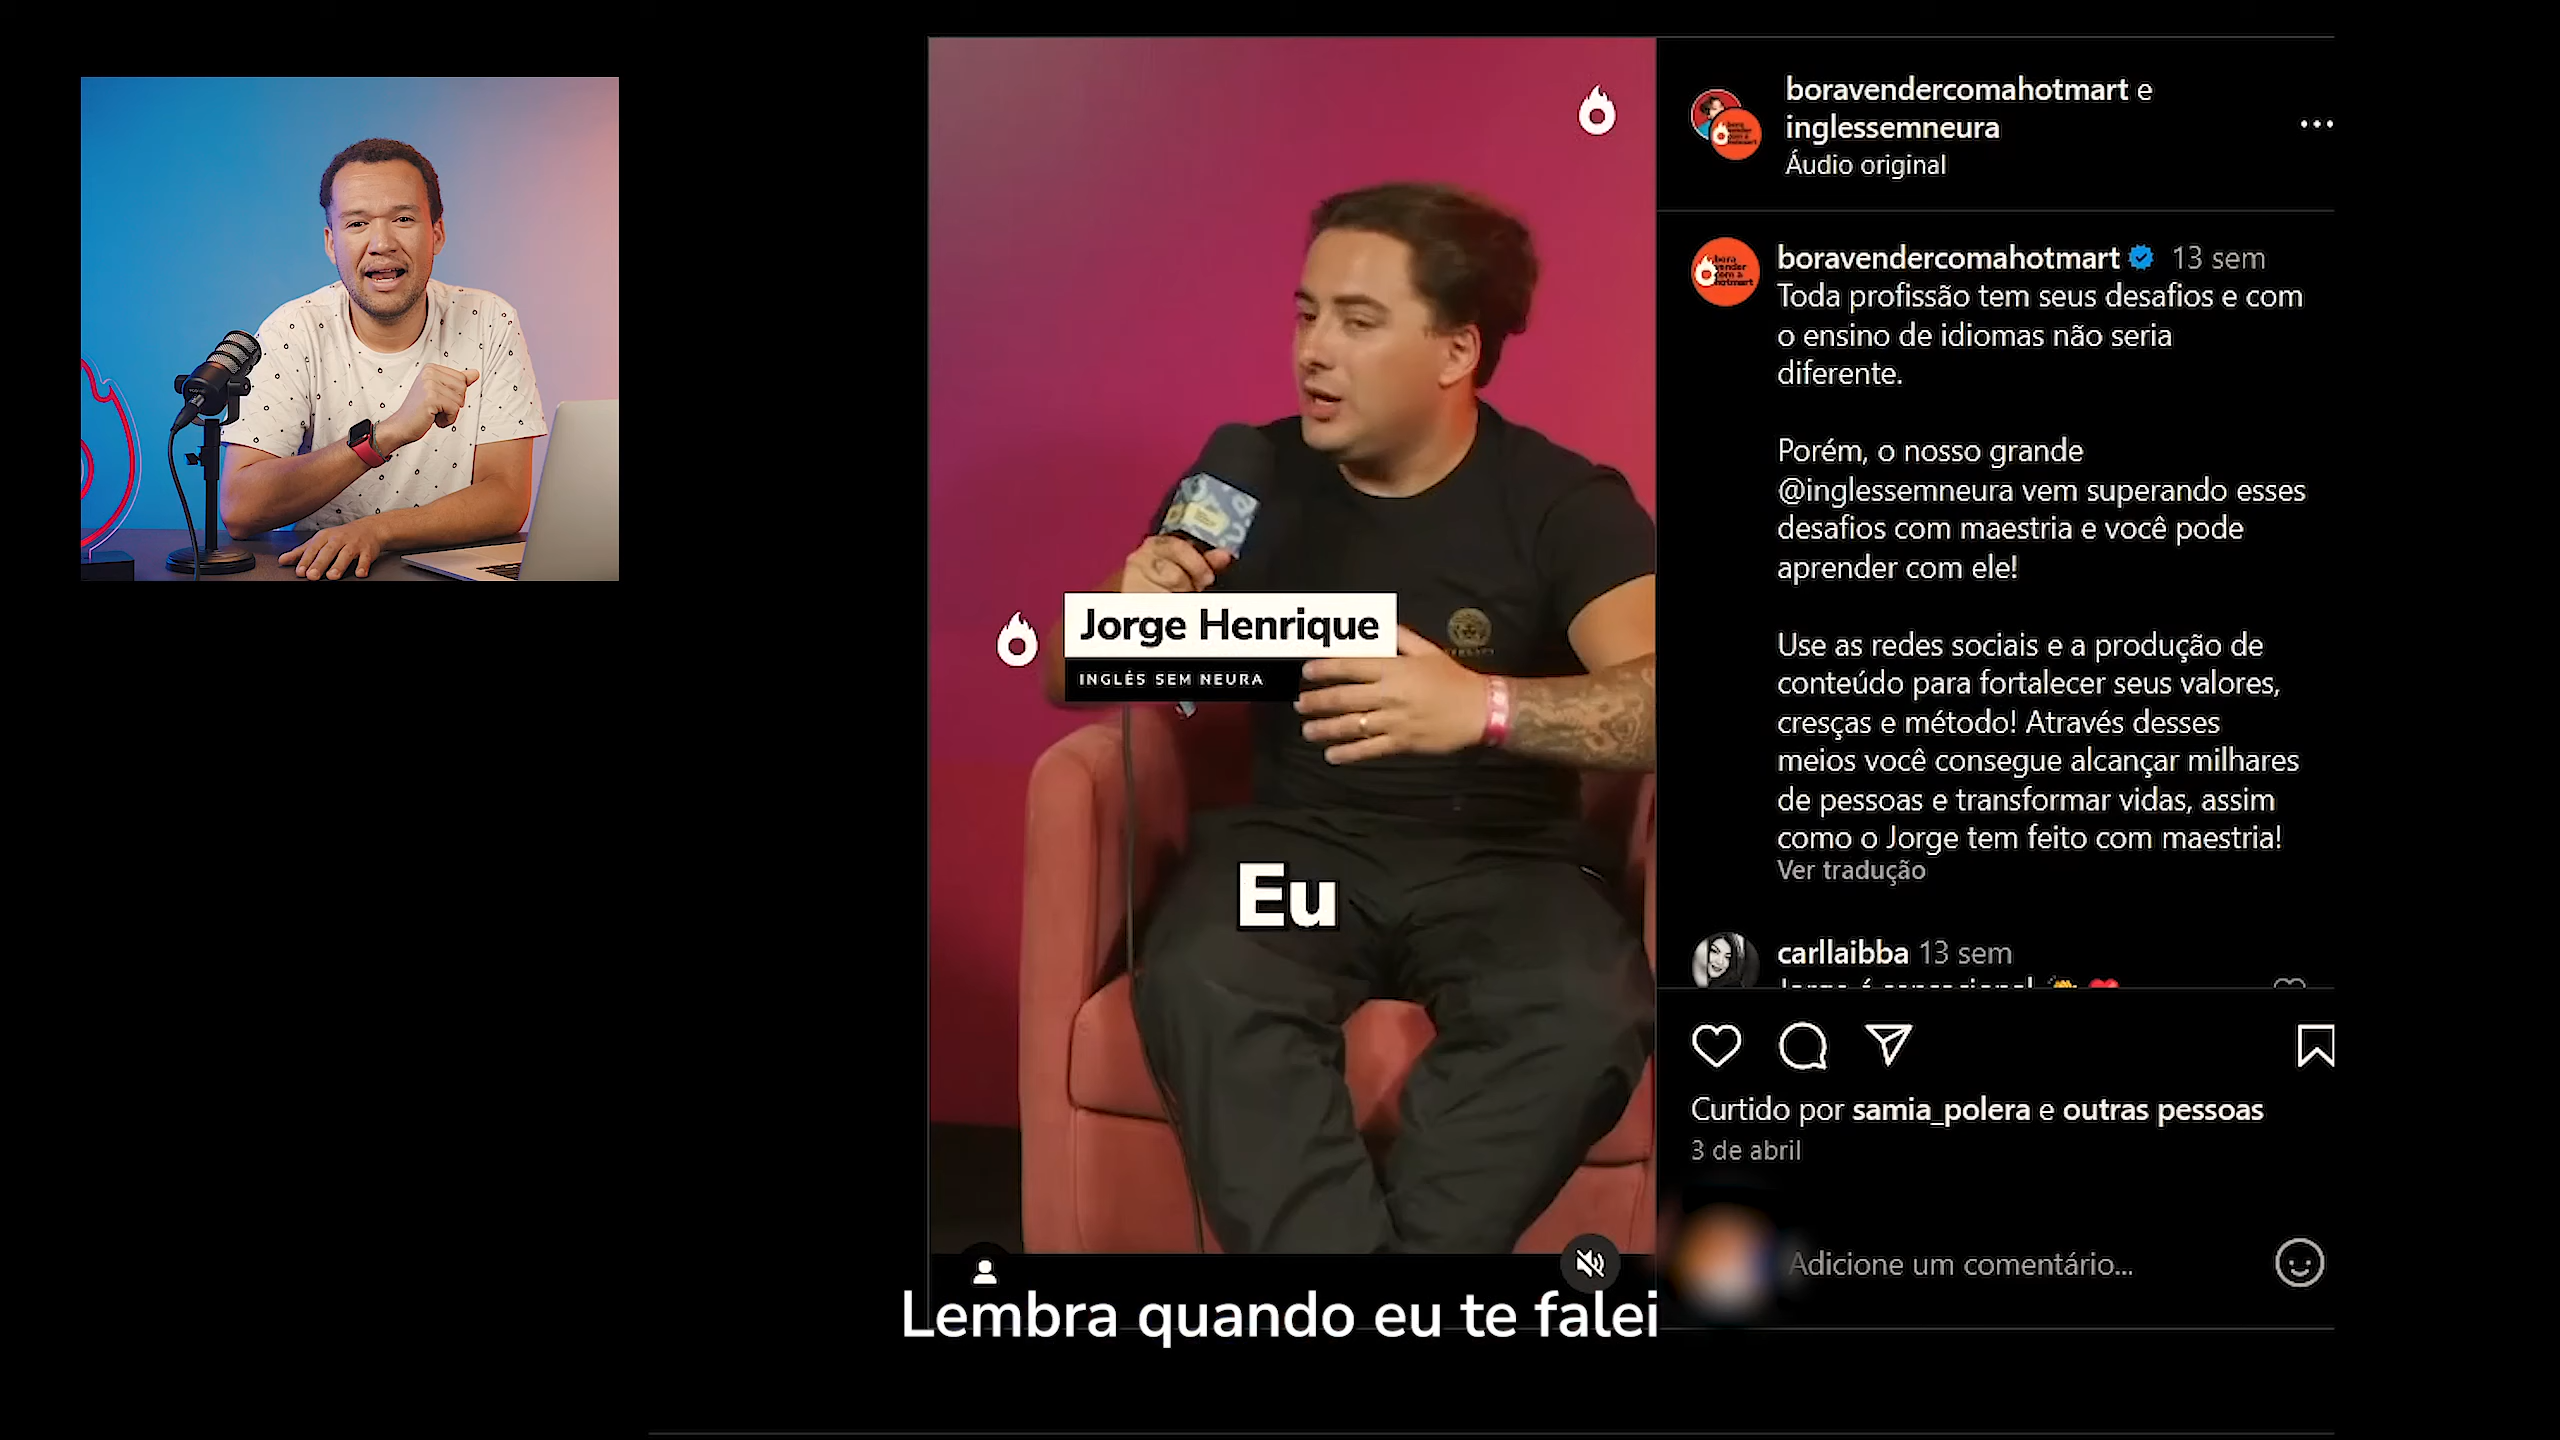 boravendercomahotmart e
inglessemneura
Áudio original
boravendercomahotmart 13 sem
Toda profissão tem seus desafios e com
o ensino de idiomas não seria
diferente.
Porém, o nosso grande
@inglessemneura vem superando esses
desafios com maestria e você pode
aprender com ele!
Use as redes sociais e a produção de
conteúdo para fortalecer seus valores,
cresças e método! Através desses
meios você consegue alcançar milhares
de pessoas e transformar vidas, assim
como o Jorge tem feito com maestria!
Ver tradução
carllaibba 13 sem
Curtido por samia_polera e outras pessoas
3 de abril
Adicione um comentário...
Jorge Henrique
INGLÊS SEM NEURA
Eu
Lembra quando eu te falei